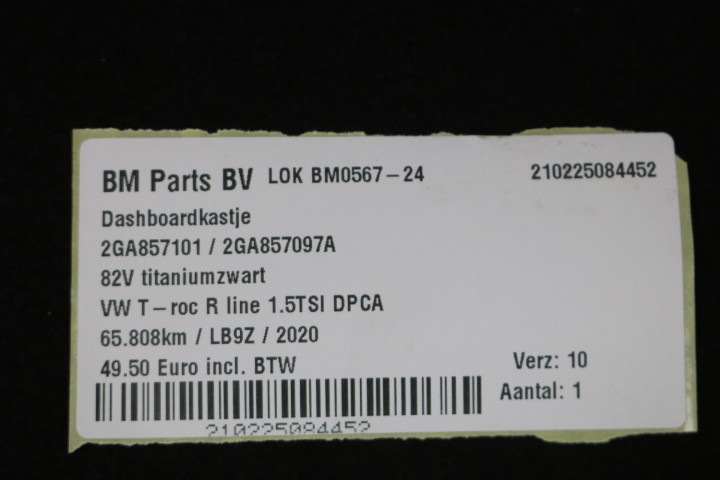 BM Parts BV LOK BM0567-24 210225084452
Dashboardkastje
2GA857101 / 2GA857097A
82V titaniumzwart
VW T-roc R line 1.5TSI DPCA
65.808km / LB9Z / 2020
49.50 Euro incl. BTW Verz: 10
Aantal: 1
210225084452